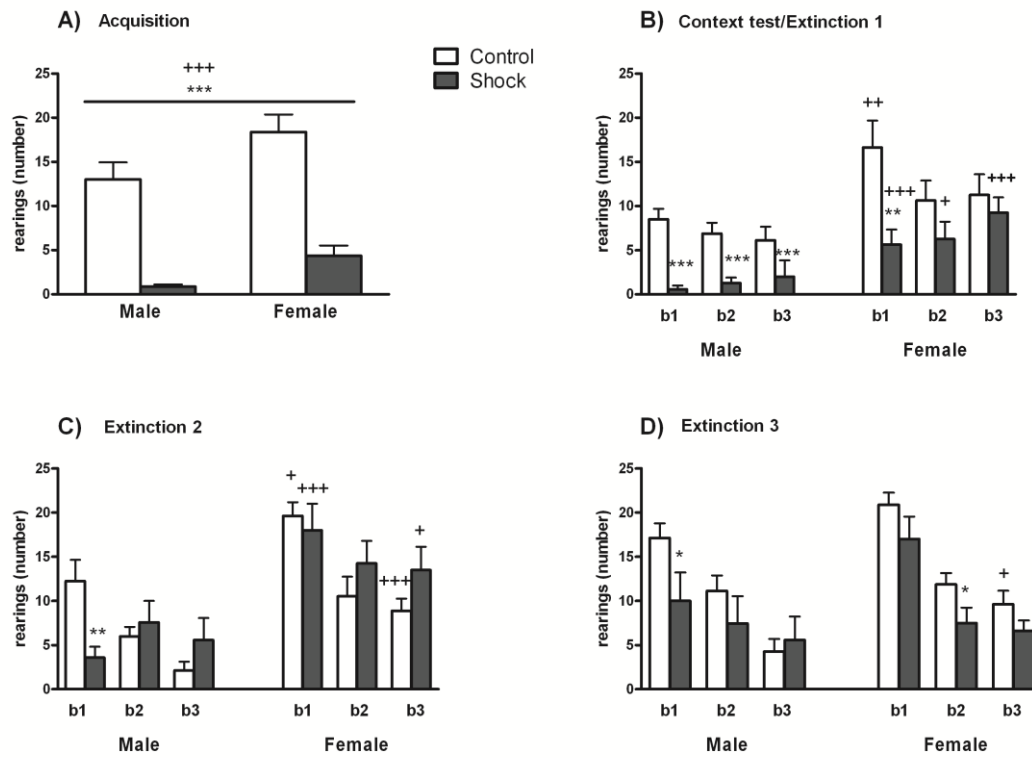 A) Acquisition
Control
Shock
+++
***
25
20
15
10
5
0
rearings (number)
Male Female
B) Context test/Extinction 1
25
20
15
10
5
0
rearings (number)
++
+++
**
+
+++
***
***
***
b1 b2 b3 b1 b2 b3
Male Female
C) Extinction 2
25
20
15
10
5
0
rearings (number)
**
+
+++
+++
+
b1 b2 b3 b1 b2 b3
Male Female
D) Extinction 3
25
20
15
10
5
0
rearings (number)
*
*
+
b1 b2 b3 b1 b2 b3
Male Female